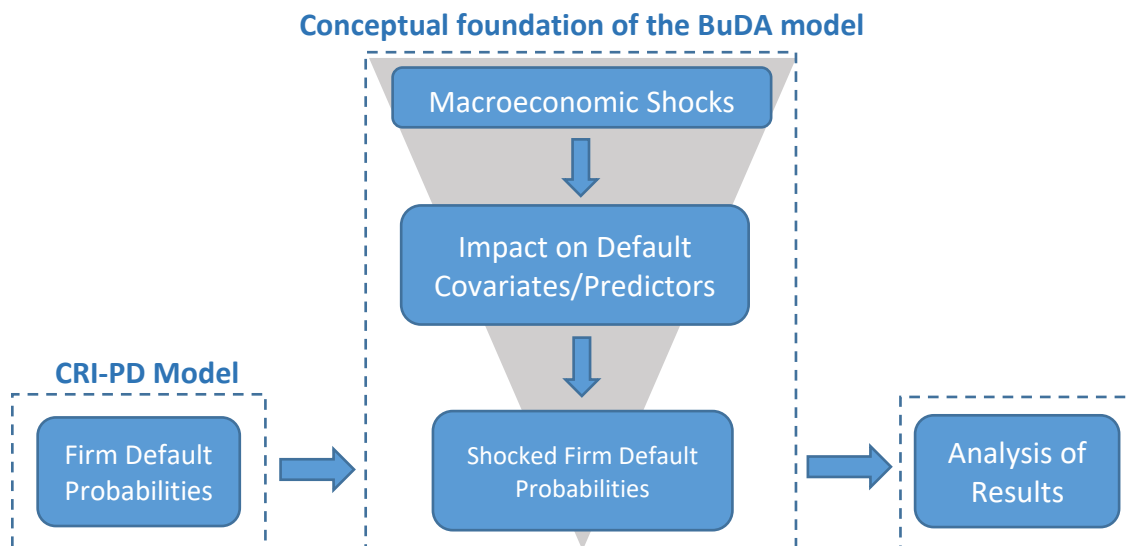 Conceptual foundation of the BuDA model
Macroeconomic Shocks
Impact on Default
Covariates/Predictors
CRI-PD Model
Firm Default
Probabilities
Shocked Firm Default
Probabilities
Analysis of
Results